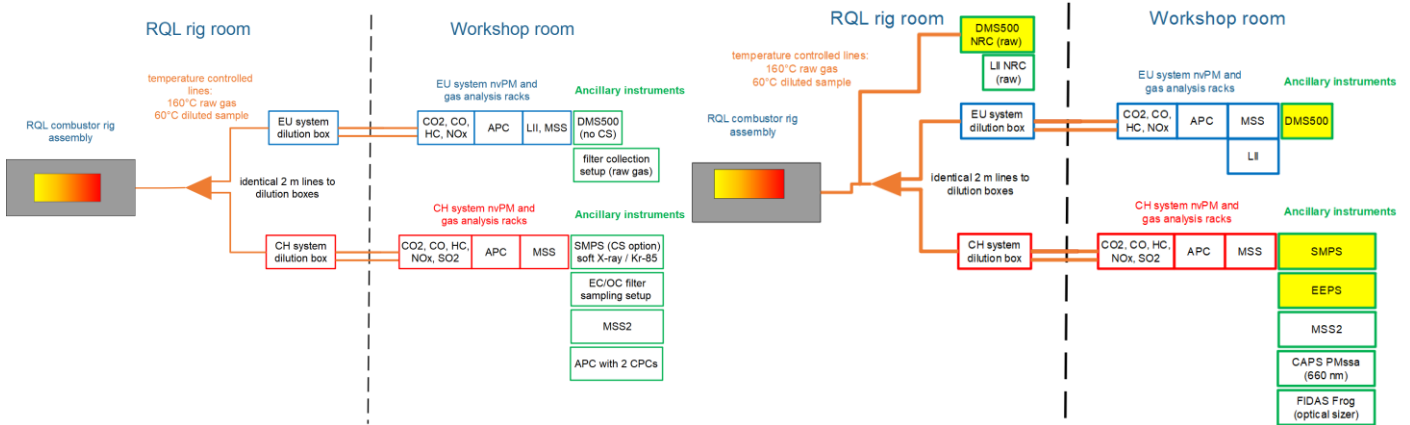 RQL rig room
Workshop room
temperature controlled
lines:
160°C raw gas
60°C diluted sample
EU system nvPM and
gas analysis racks
Ancillary instruments
RQL combustor rig
assembly
EU system
dilution box
CO2, CO,
HC, NOx
APC
LII, MSS
DMS500
(no CS)
filter collection
setup (raw gas)
identical 2 m lines to
dilution boxes
CH system nvPM and
gas analysis racks
Ancillary instruments
CH system
dilution box
CO2, CO, HC,
NOx, SO2
APC
MSS
SMPS (CS option)
soft X-ray / Kr-85
EC/OC filter
sampling setup
MSS2
APC with 2 CPCs
RQL rig room
Workshop room
DMS500
NRC (raw)
LII NRC
(raw)
temperature controlled lines:
160°C raw gas
60°C diluted sample
EU system nvPM and
gas analysis racks
Ancillary instruments
RQL combustor rig
assembly
EU system
dilution box
CO2, CO,
HC, NOx
APC
MSS
DMS500
LII
identical 2 m lines to
dilution boxes
CH system nvPM and
gas analysis racks
Ancillary instruments
CH system
dilution box
CO2, CO, HC,
NOx, SO2
APC
MSS
SMPS
EEPS
MSS2
CAPS PMssa
(660 nm)
FIDAS Frog
(optical sizer)